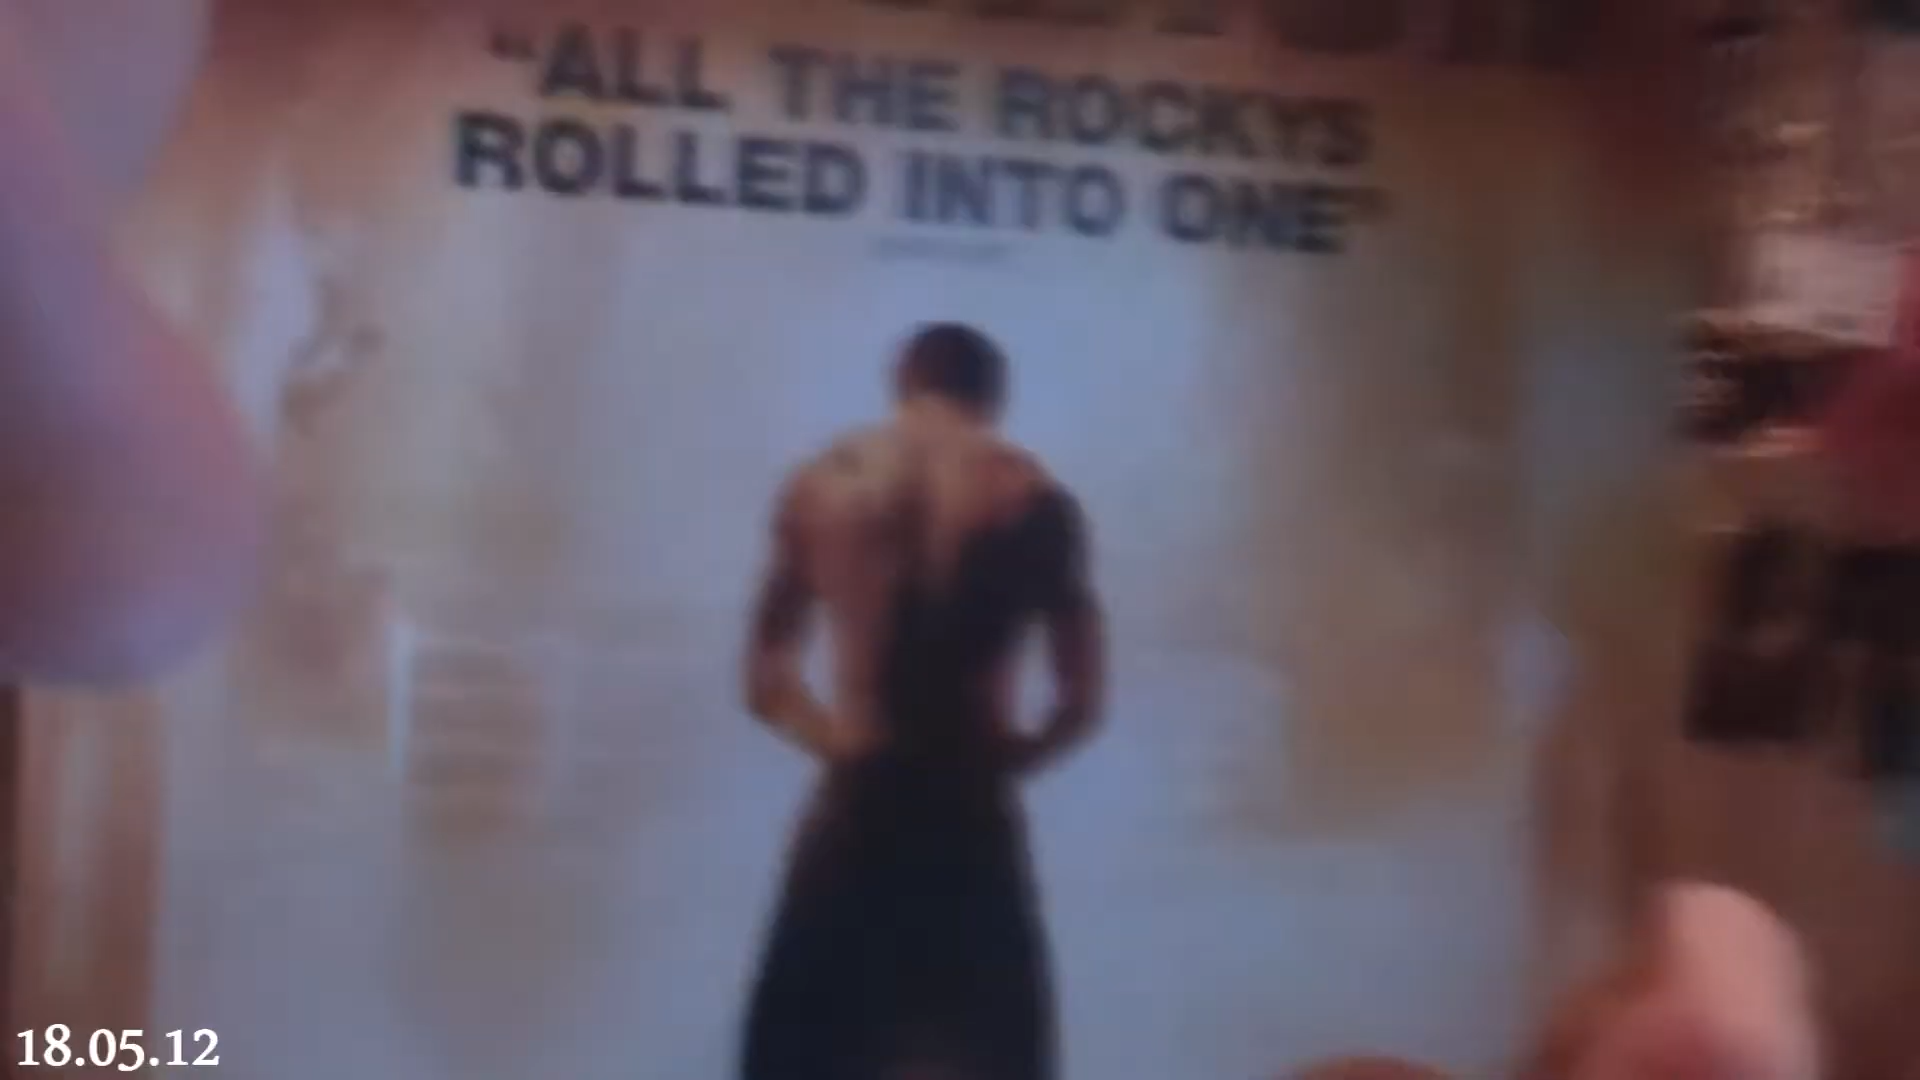 "ALL THE ROCKYS
ROLLED INTO ONE"
18.05.12